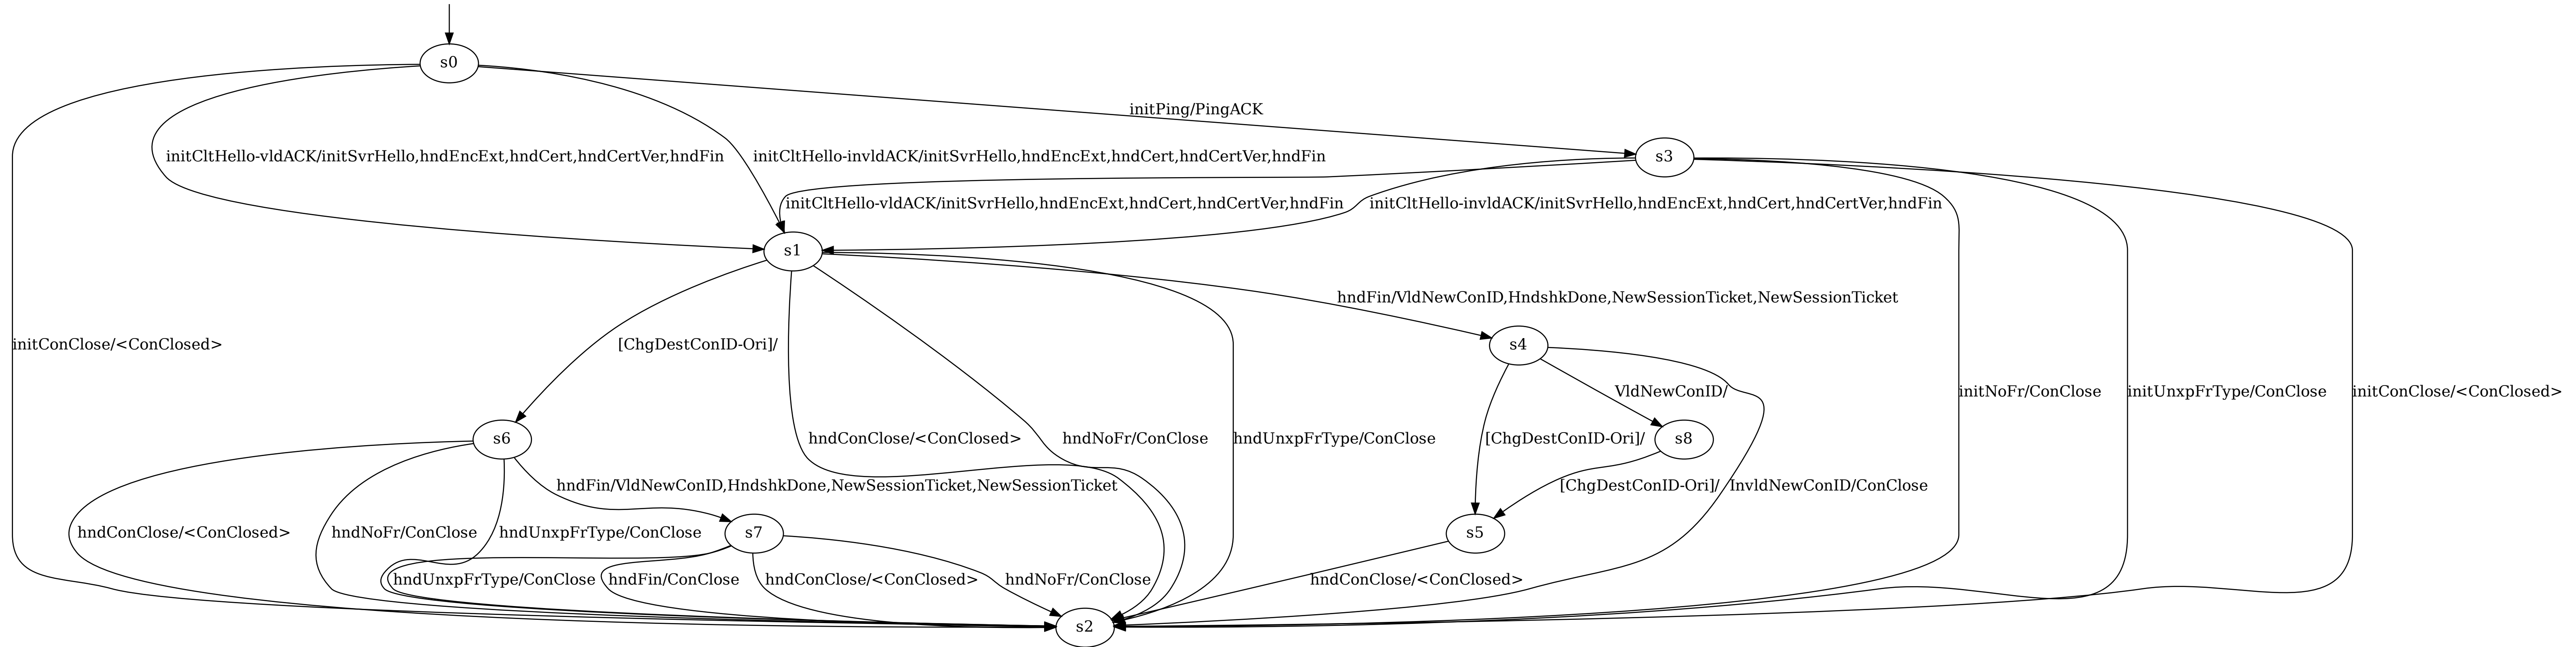 s0
initPing/PingACK
initCltHello-vldACK/initSvrHello,hndEncExt,hndCert,hndCertVer,hndFin
initCltHello-invldACK/initSvrHello,hndEncExt,hndCert,hndCertVer,hndFin
s3
initCltHello-vldACK/initSvrHello,hndEncExt,hndCert,hndCertVer,hndFin
initCltHello-invldACK/initSvrHello,hndEncExt,hndCert,hndCertVer,hndFin
s1
hndFin/VldNewConID,HndshkDone,NewSessionTicket,NewSessionTicket
initConClose/<ConClosed>
[ChgDestConID-Ori]/
s4
VldNewConID/
initNoFr/ConClose
initUnxpFrType/ConClose
initConClose/<ConClosed>
s6
hndConClose/<ConClosed>
hndNoFr/ConClose
hndUnxpFrType/ConClose
[ChgDestConID-Ori]/
s8
hndFin/VldNewConID,HndshkDone,NewSessionTicket,NewSessionTicket
[ChgDestConID-Ori]/
InvldNewConID/ConClose
hndConClose/<ConClosed>
hndNoFr/ConClose
hndUnxpFrType/ConClose
s7
s5
hndUnxpFrType/ConClose
hndFin/ConClose
hndConClose/<ConClosed>
hndNoFr/ConClose
hndConClose/<ConClosed>
s2